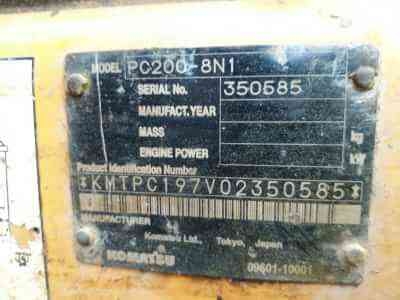 MODEL PC200-8N1
SERIAL No. 350585
MANUFACT.YEAR
MASS kg
ENGINE POWER kW
Product Identification Number
*KMTPC197V02350585*
MANUFACTURER
Komatsu Ltd., Tokyo, Japan
KOMATSU
09601-10001